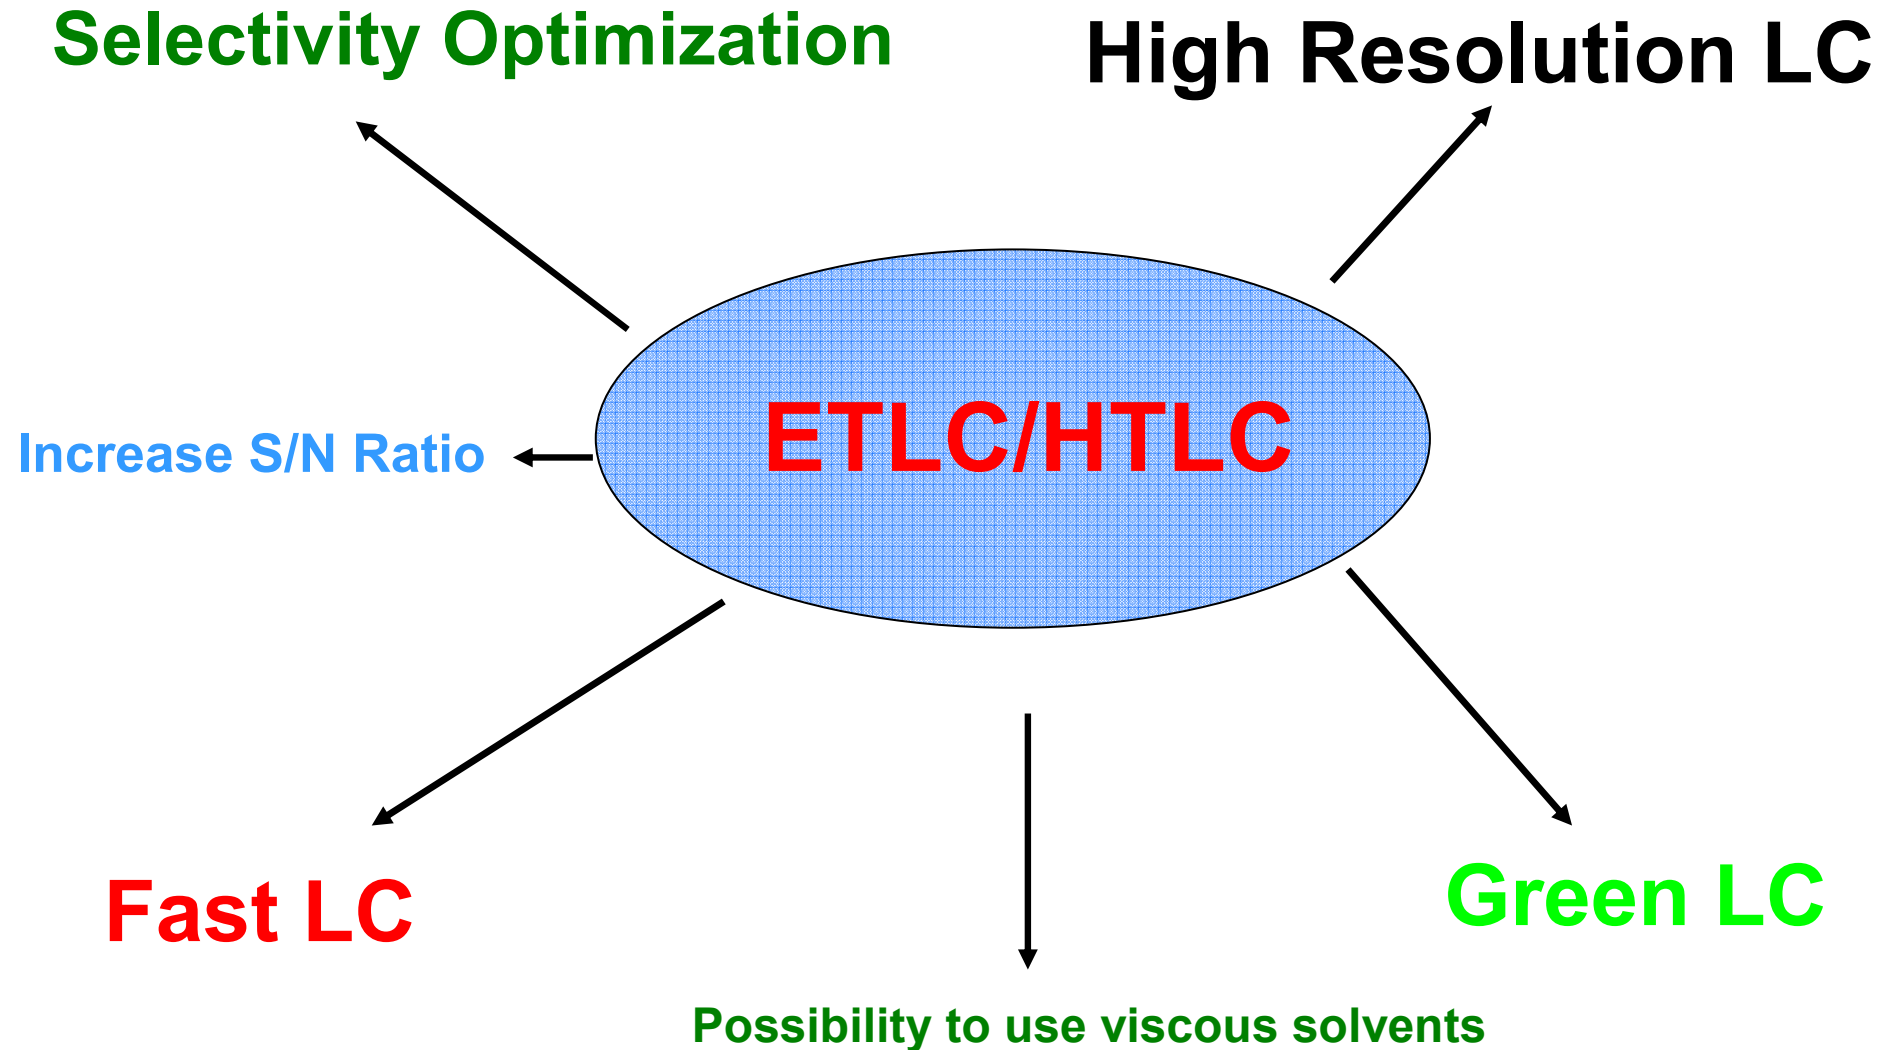 Selectivity Optimization
High Resolution LC
ETLC/HTLC
Increase S/N Ratio
Fast LC
Green LC
Possibility to use viscous solvents